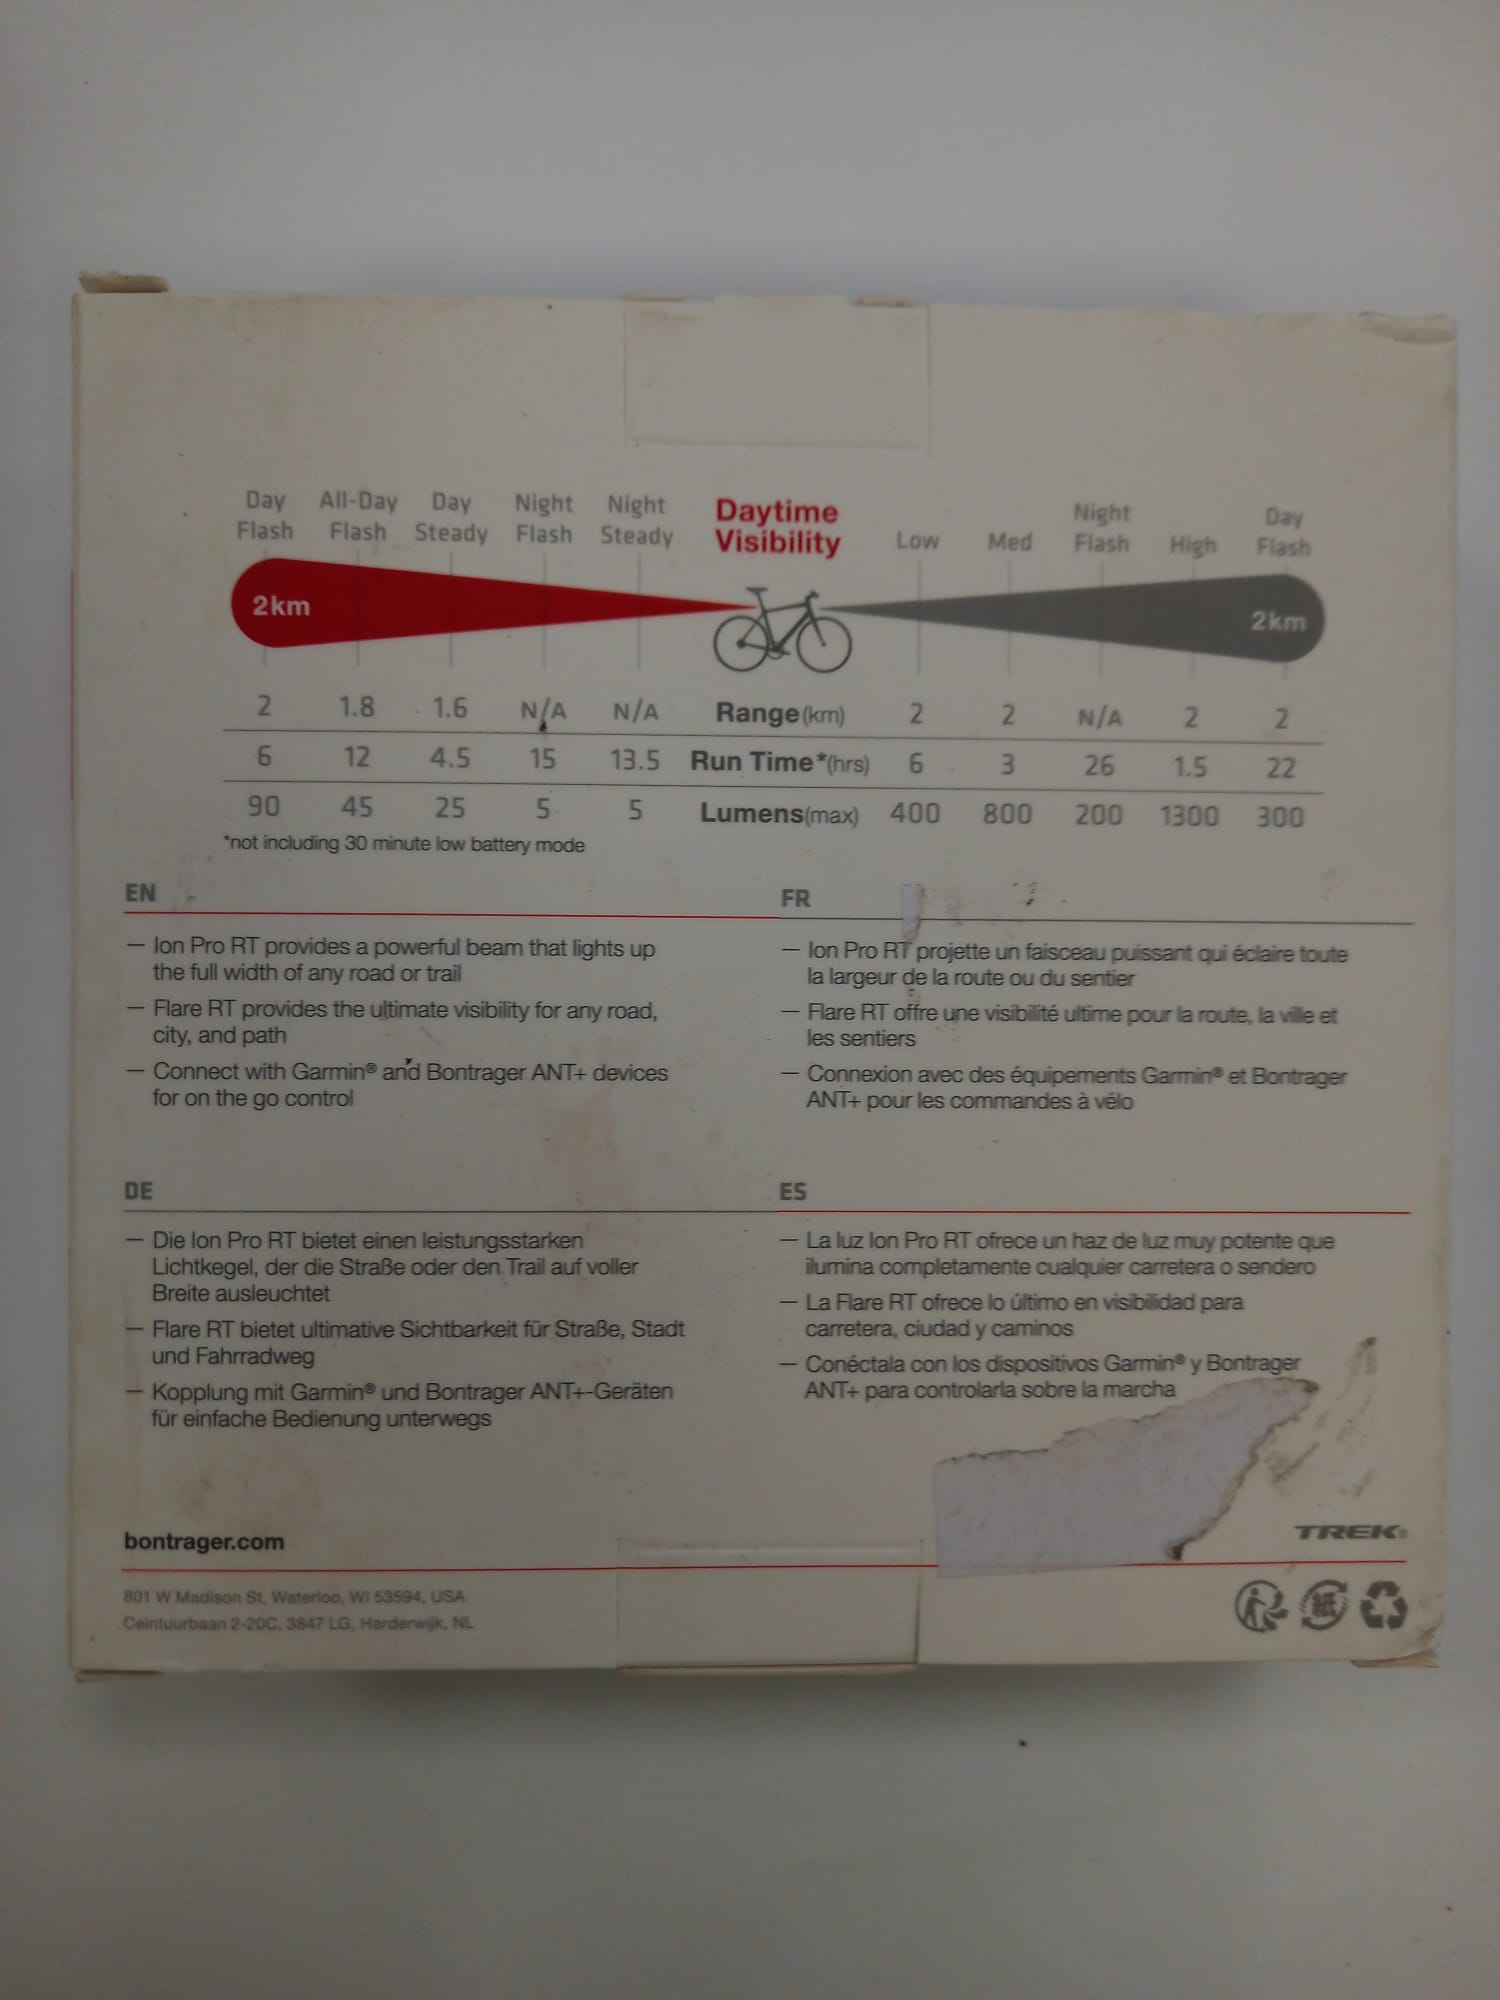 Day Flash All-Day Flash Day Steady Night Flash Night Steady Daytime Visibility Low Med Night Flash High Day Flash
2km 2km
2 1.8 1.6 N/A N/A Range(km) 2 2 N/A 2 2
6 12 4.5 15 13.5 Run Time*(hrs) 6 3 26 1.5 22
90 45 25 5 5 Lumens(max) 400 800 200 1300 300
*not including 30 minute low battery mode
EN
— Ion Pro RT provides a powerful beam that lights up
the full width of any road or trail
— Flare RT provides the ultimate visibility for any road,
city, and path
— Connect with Garmin® and Bontrager ANT+ devices
for on the go control
FR
— Ion Pro RT projette un faisceau puissant qui éclaire toute
la largeur de la route ou du sentier
— Flare RT offre une visibilité ultime pour la route, la ville et
les sentiers
— Connexion avec des équipements Garmin® et Bontrager
ANT+ pour les commandes à vélo
DE
— Die Ion Pro RT bietet einen leistungsstarken
Lichtkegel, der die Straße oder den Trail auf voller
Breite ausleuchtet
— Flare RT bietet ultimative Sichtbarkeit für Straße, Stadt
und Fahrradweg
— Kopplung mit Garmin® und Bontrager ANT+-Geräten
für einfache Bedienung unterwegs
ES
— La luz Ion Pro RT ofrece un haz de luz muy potente que
ilumina completamente cualquier carretera o sendero
— La Flare RT ofrece lo último en visibilidad para
carretera, ciudad y caminos
— Conéctala con los dispositivos Garmin® y Bontrager
ANT+ para controlarla sobre la marcha
bontrager.com
TREK®
801 W Madison St, Waterloo, WI 53594, USA
Ceintuurbaan 2-20C, 3847 LG, Harderwijk, NL
紙